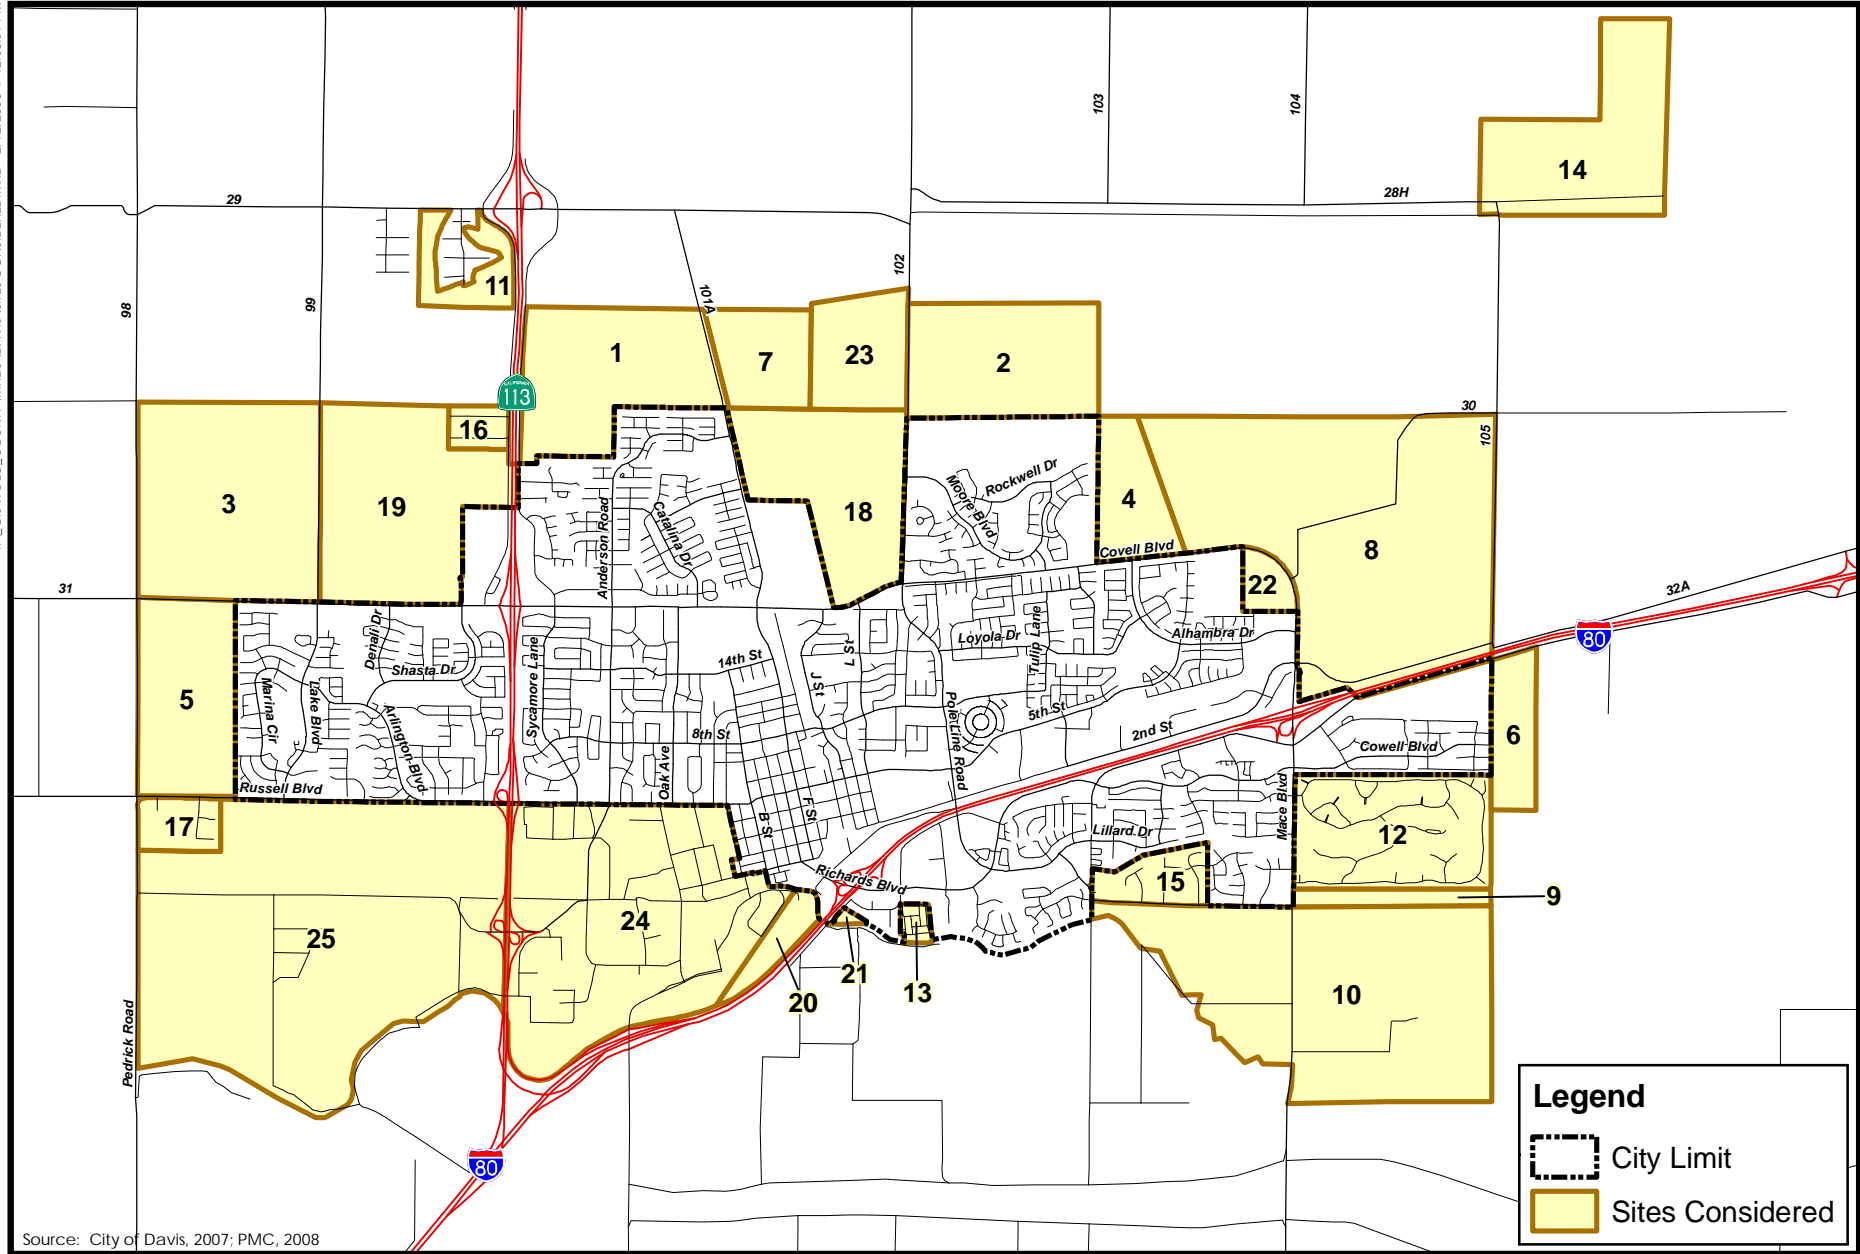 103
104
14
29
28H
102
11
101A
98
99
1
7
23
2
CALIFORNIA
113
30
16
105
3
19
18
4
Rockwell Dr
Moore Blvd
Anderson Road
Catalina Dr
Covell Blvd
8
31
22
32A
80
Denali Dr
Shasta Dr
Sycamore Lane
14th St
L St
Loyola Dr
Tulip Lane
Alhambra Dr
5
Marina Cir
Lake Blvd
Arlington Blvd
J St
8th St
Oak Ave
Pole Line Road
5th St
2nd St
6
Cowell Blvd
Russell Blvd
17
B St
F St
Mace Blvd
Lillard Dr
12
Richards Blvd
15
9
24
25
21
13
20
10
Pedrick Road
80
Legend
City Limit
Sites Considered
Source: City of Davis, 2007; PMC, 2008